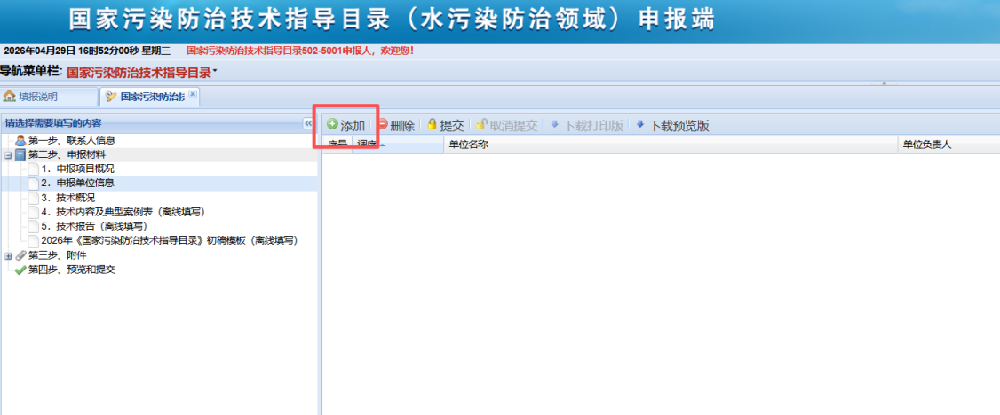 国家污染防治技术指导目录（水污染防治领域）申报端
2026年04月29日 16时52分00秒 星期三 国家污染防治技术指导目录502-5001申报人，欢迎您！
导航菜单栏: 国家污染防治技术指导目录
填报说明 国家污染防治技
请选择需要填写的内容
添加 删除 提交 取消提交 下载打印版 下载预览版
序号 调序 单位名称 单位负责人
第一步、联系人信息
第二步、申报材料
1．申报项目概况
2．申报单位信息
3．技术概况
4．技术内容及典型案例表（离线填写）
5．技术报告（离线填写）
2026年《国家污染防治技术指导目录》初稿模板（离线填写）
第三步、附件
第四步、预览和提交